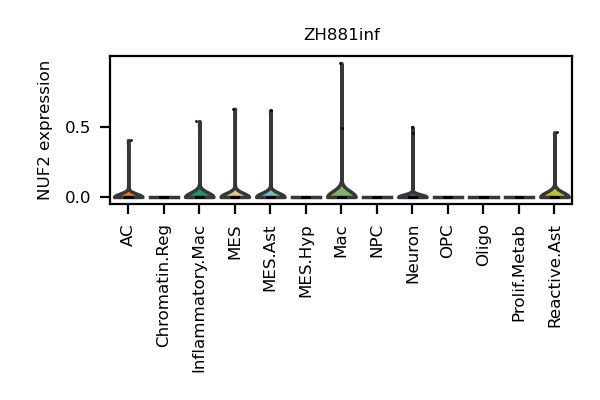 ZH881inf
NUF2 expression
0.5
0.0
AC
Chromatin.Reg
Inflammatory.Mac
MES
MES.Ast
MES.Hyp
Mac
NPC
Neuron
OPC
Oligo
Prolif.Metab
Reactive.Ast